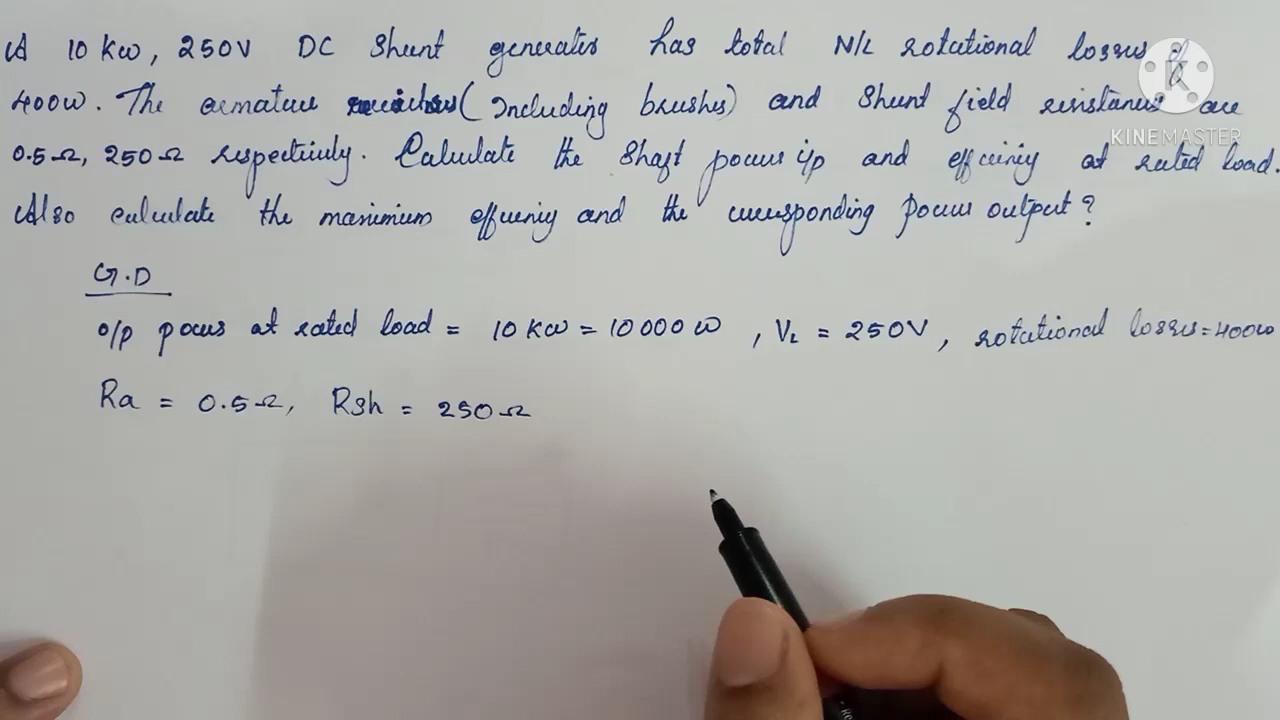 A 10 kw, 250V DC Shunt generator has total N/L rotational losses of
400w. The armature (Including brushes) and Shunt field resistances are
0.5Ω, 250Ω respectively. Calculate the Shaft power i/p and efficiency at rated load.
Also calculate the maximum efficiency and the corresponding Power output?
G.D
o/p power at rated load = 10 kw = 10000 w , VL = 250V, rotational losses = 400w
Ra = 0.5Ω, Rsh = 250Ω
K
KINEMASTER